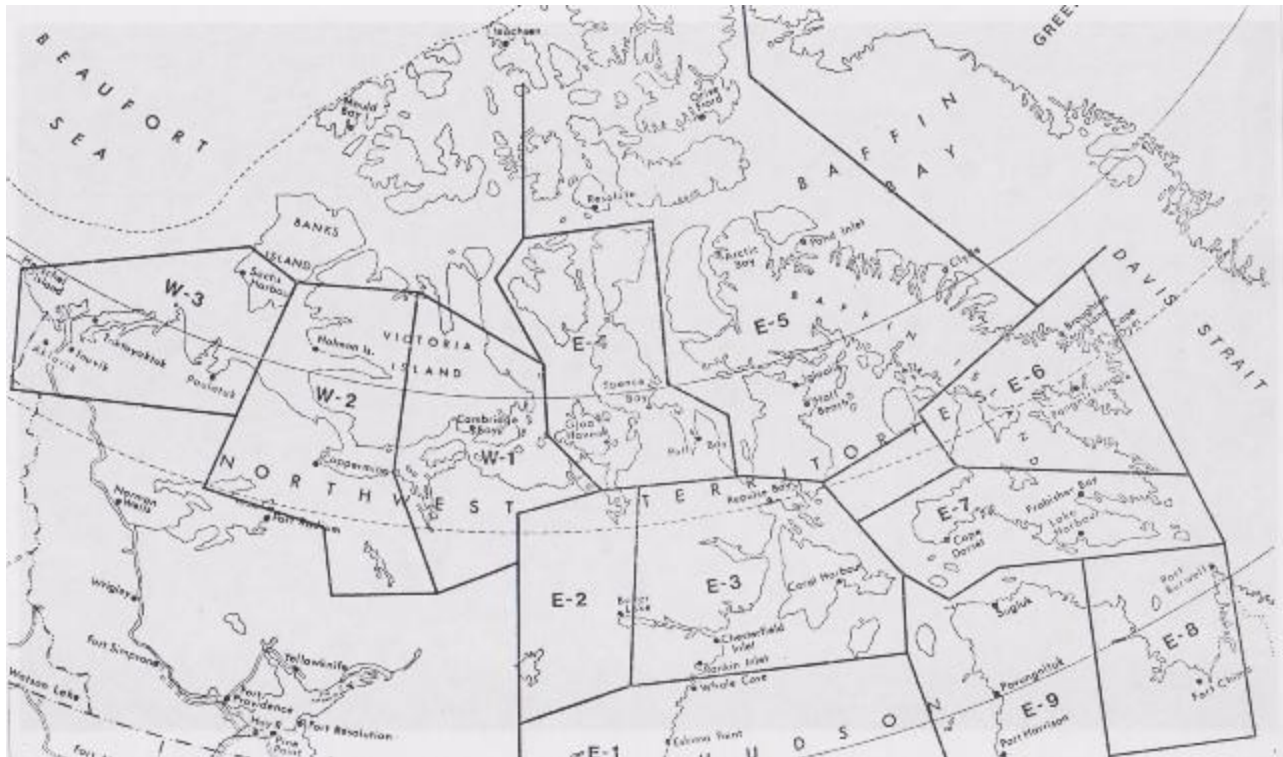 BEAUFORT
SEA
GREE
BAFFIN
BAY
DAVIS
STRAIT
Isachsen
Mould
Bay
Grise
Fiord
Resolute
BANKS
ISLAND
Sachs
Harbour
Herschel
Island
W-3
Tuktoyaktuk
Aklavik
Inuvik
Paulatuk
Holman Is.
VICTORIA
ISLAND
W-2
Cambridge
Bay
W-1
Coppermine
E-
Spence
Bay
Gjoa
Haven
Pelly Bay
Arctic
Bay
Pond Inlet
Clyde
BAFFIN
E-5
IS
Igloolik
Hall
Beach
E-6
NORTHWEST
TERRITORIES
Repulse Bay
Norman
Wells
E-7
Cape
Dorset
Frobisher Bay
Lake
Harbour
E-2
E-3
Baker
Lake
Coral Harbour
Chesterfield
Inlet
Rankin Inlet
Whale Cove
Eskimo Point
E-1
HUDSON
Wrigley
Fort Simpson
Yellowknife
Fort
Providence
Hay R
Pine
Point
Fort Resolution
Watson Lake
Fort
Sugluk
Povungnituk
E-9
Port Harrison
Port
Burwell
E-8
Fort Chimo